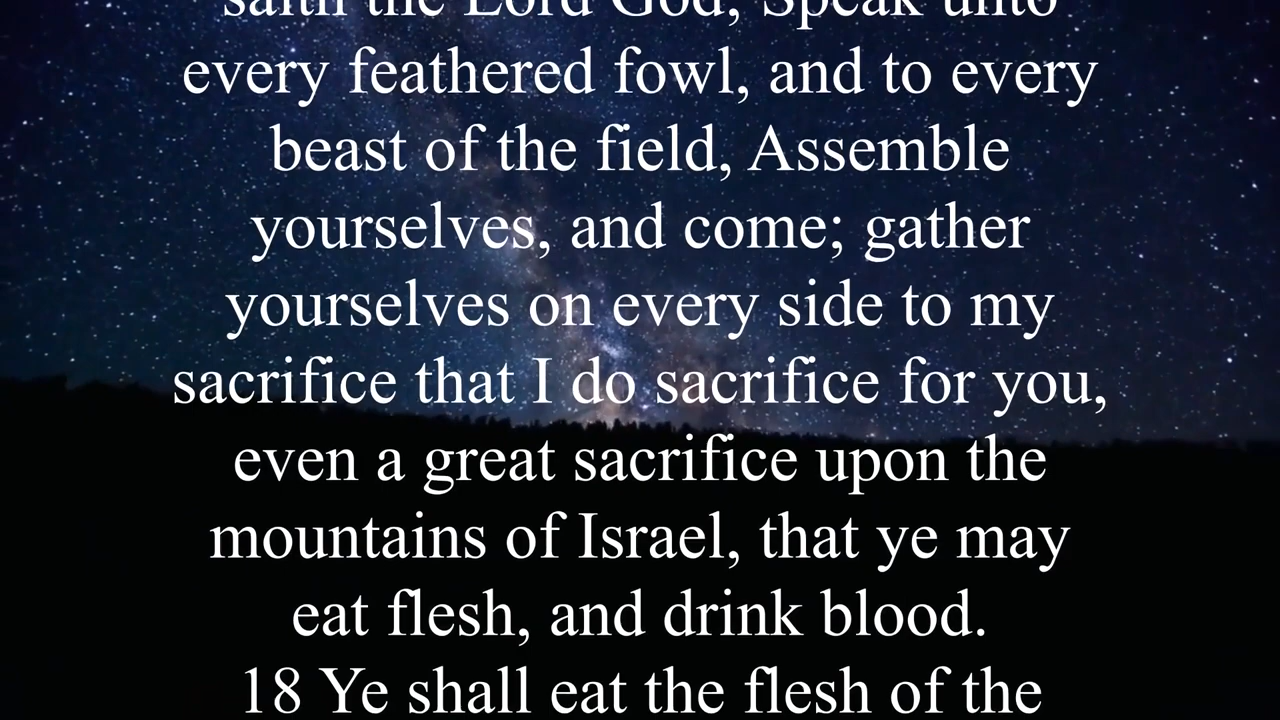 saith the Lord God; Speak unto
every feathered fowl, and to every
beast of the field, Assemble
yourselves, and come; gather
yourselves on every side to my
sacrifice that I do sacrifice for you,
even a great sacrifice upon the
mountains of Israel, that ye may
eat flesh, and drink blood.
18 Ye shall eat the flesh of the